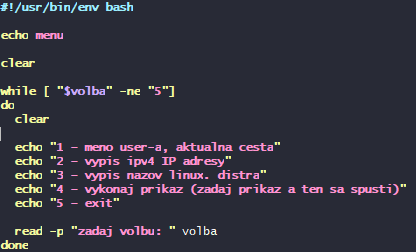 #!/usr/bin/env bash
echo menu
clear
while [ "$volba" -ne "5"]
do
clear
echo "1 - meno user-a, aktualna cesta"
echo "2 - vypis ipv4 IP adresy"
echo "3 - vypis nazov linux. distra"
echo "4 - vykonaj prikaz (zadaj prikaz a ten sa spusti)"
echo "5 - exit"
read -p "zadaj volbu: " volba
done